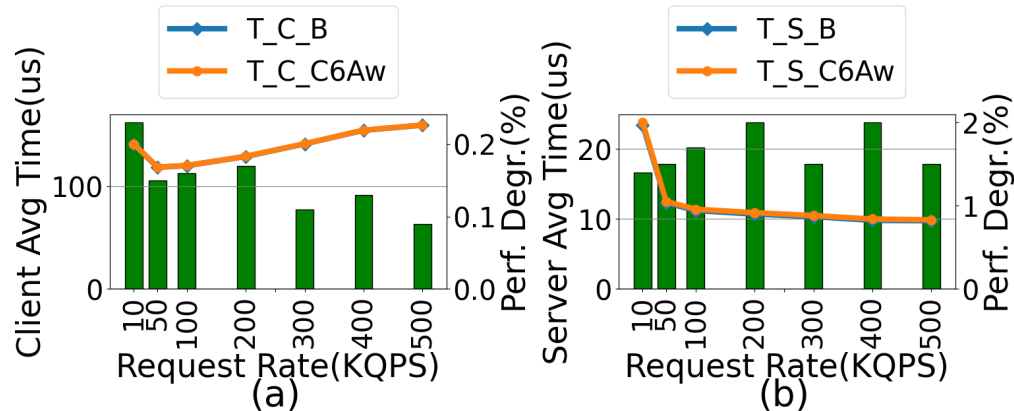 T_C_B
T_C_C6Aw
Client Avg Time(us)
100
0
0.2
0.1
0.0
Perf. Degr.(%)
10
50
100
200
300
400
500
Request Rate(KQPS)
(a)
T_S_B
T_S_C6Aw
Server Avg Time(us)
20
10
0
2
1
0
Perf. Degr.(%)
10
50
100
200
300
400
500
Request Rate(KQPS)
(b)